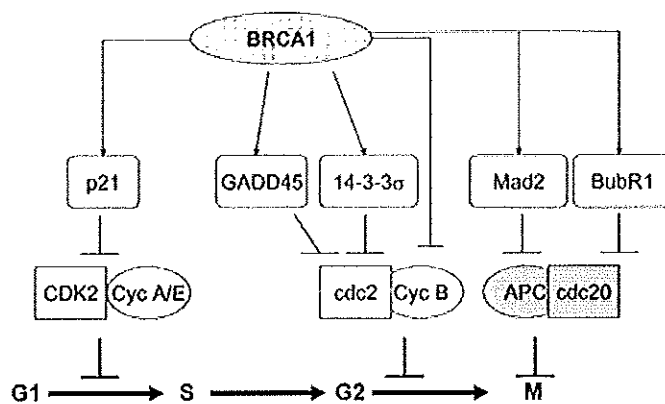 BRCA1
p21 GADD45 14-3-3σ Mad2 BubR1
CDK2 Cyc A/E cdc2 Cyc B APC cdc20
G1 S G2 M